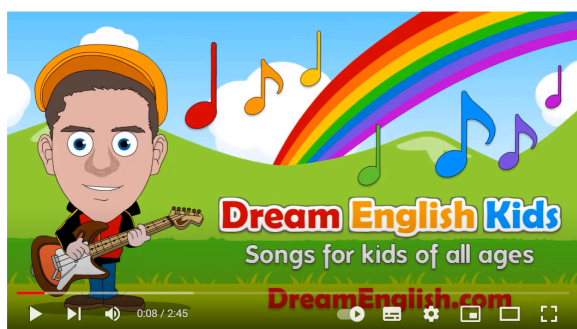 Dream English Kids
Songs for kids of all ages
DreamEnglish.com
0:08 / 2:45